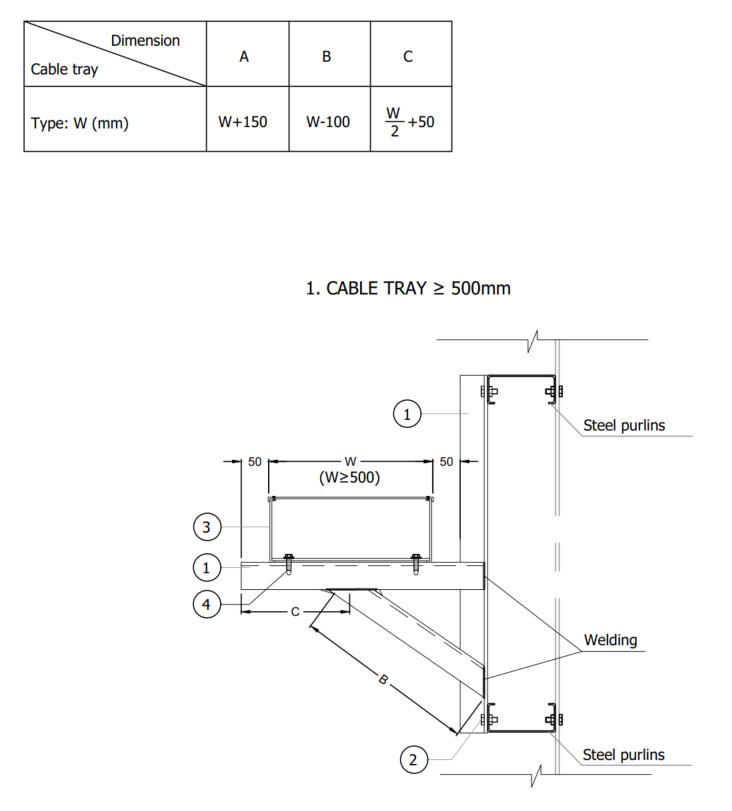 Dimension
Cable tray
A
B
C
Type: W (mm)
W+150
W-100
W/2 +50
1. CABLE TRAY ≥ 500mm
1
Steel purlins
50
W
50
(W≥500)
3
1
4
C
Welding
B
2
Steel purlins